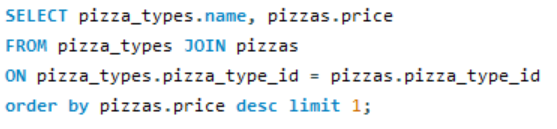 SELECT pizza_types.name, pizzas.price
FROM pizza_types JOIN pizzas
ON pizza_types.pizza_type_id = pizzas.pizza_type_id
order by pizzas.price desc limit 1;